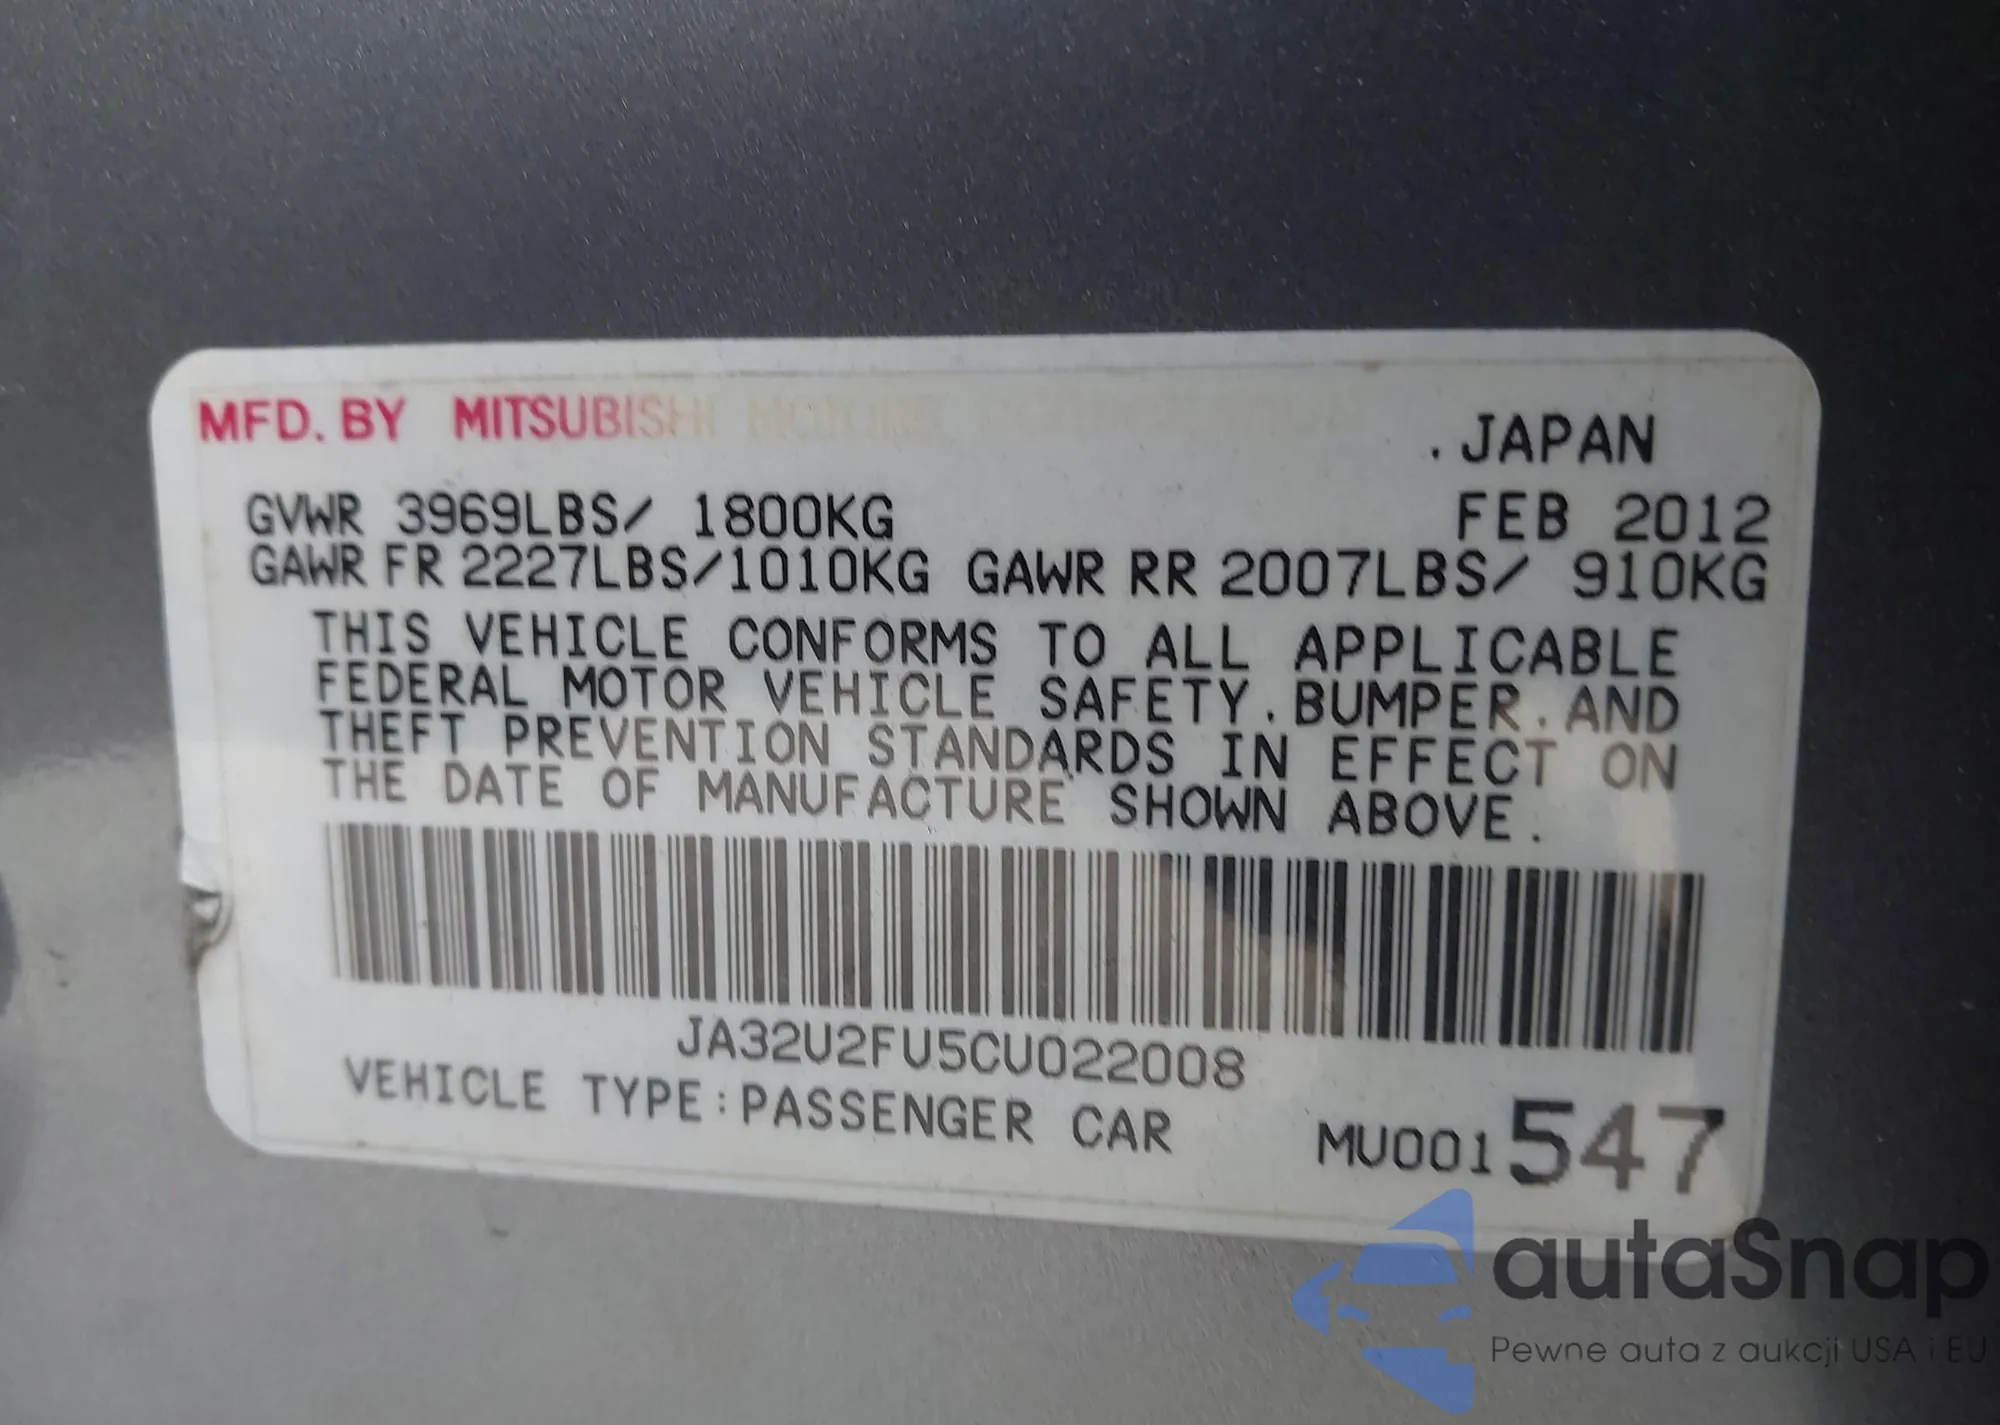 MFD. BY MITSUBISHI MOTORS CORPORATION. JAPAN
GVWR 3969LBS/ 1800KG FEB 2012
GAWR FR 2227LBS/1010KG GAWR RR 2007LBS/ 910KG
THIS VEHICLE CONFORMS TO ALL APPLICABLE
FEDERAL MOTOR VEHICLE SAFETY. BUMPER. AND
THEFT PREVENTION STANDARDS IN EFFECT ON
THE DATE OF MANUFACTURE SHOWN ABOVE.
JA32U2FU5CU022008
VEHICLE TYPE:PASSENGER CAR MU001547
autaSnap
Pewne auta z aukcji USA i EU